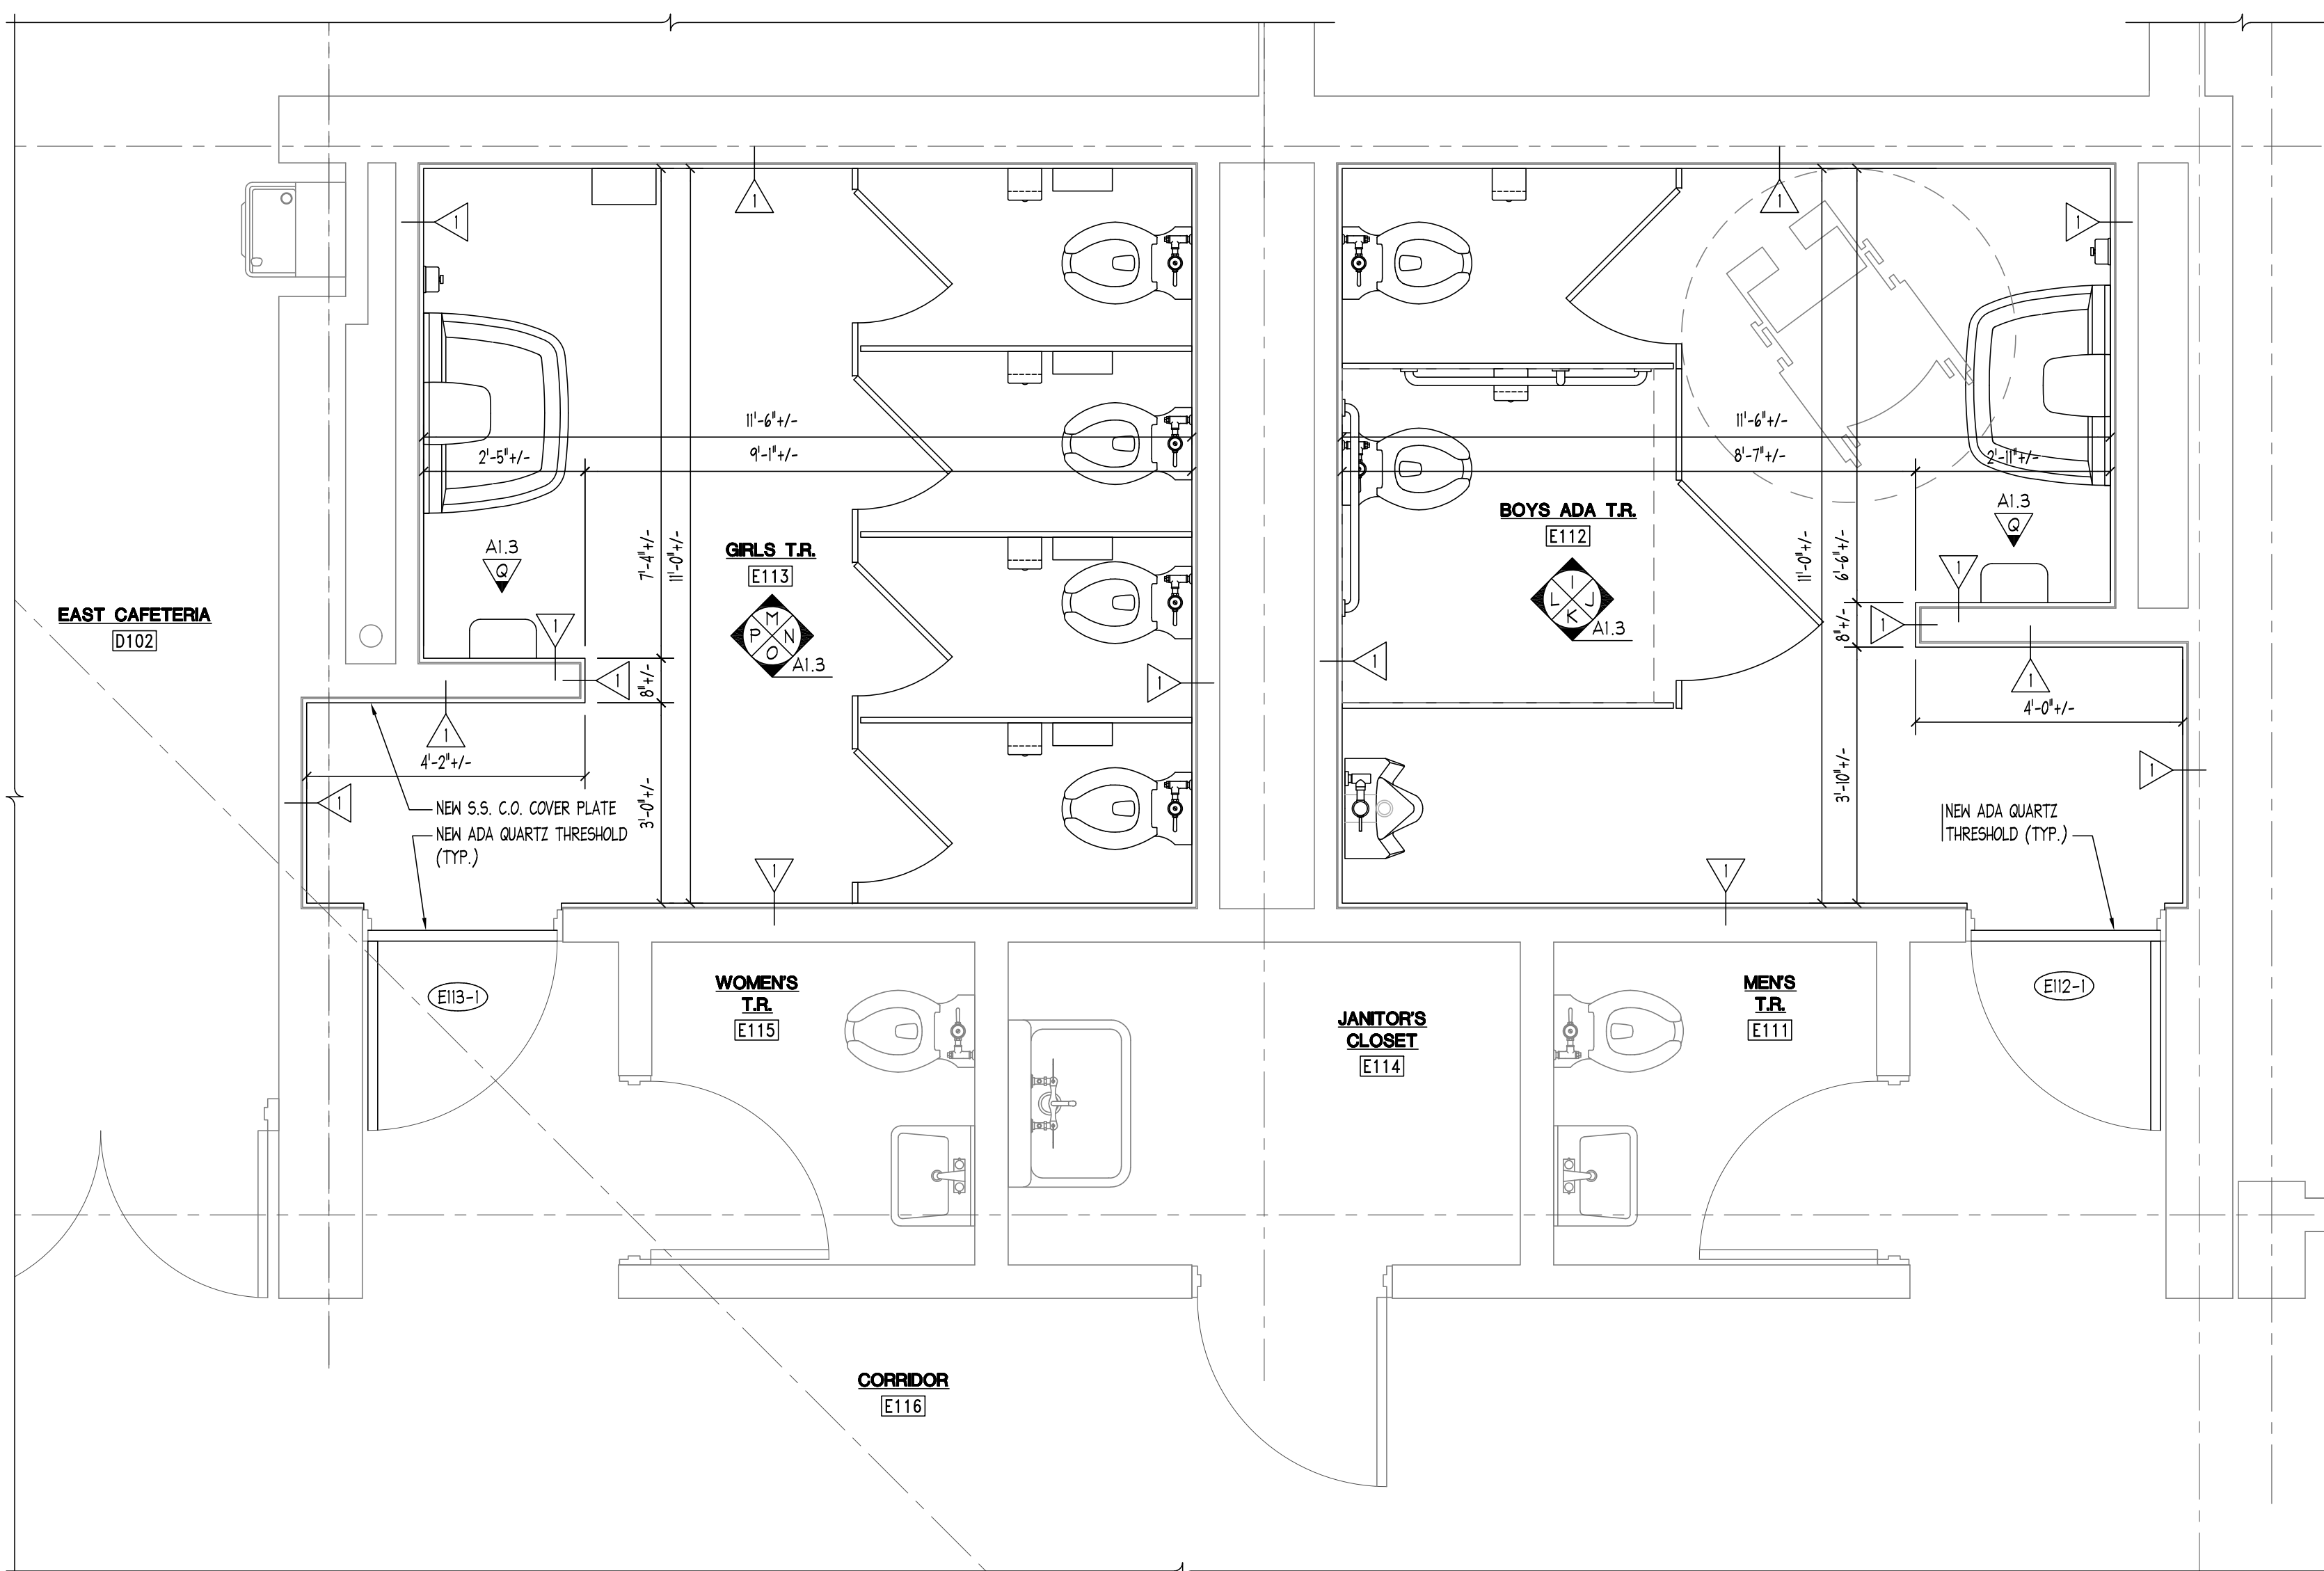 1
1
1
1
11'-6"+/-
2'-5"+/-
9'-1"+/-
11'-6"+/-
8'-7"+/-
2'-11"+/-
A1.3
Q
7'-4"+/-
11'-0"+/-
GIRLS T.R.
E113
M
P N
O
A1.3
BOYS ADA T.R.
E112
I
L J
K
A1.3
11'-0"+/-
6'-6"+/-
A1.3
Q
1
1
EAST CAFETERIA
D102
1
1
8"+/-
1
1
1
8"+/-
1
1
4'-2"+/-
4'-0"+/-
1
1
NEW S.S. C.O. COVER PLATE
NEW ADA QUARTZ THRESHOLD
(TYP.)
3'-0"+/-
3'-10"+/-
NEW ADA QUARTZ
THRESHOLD (TYP.)
1
1
E113-1
WOMEN'S
T.R.
E115
JANITOR'S
CLOSET
E114
MEN'S
T.R.
E111
E112-1
CORRIDOR
E116